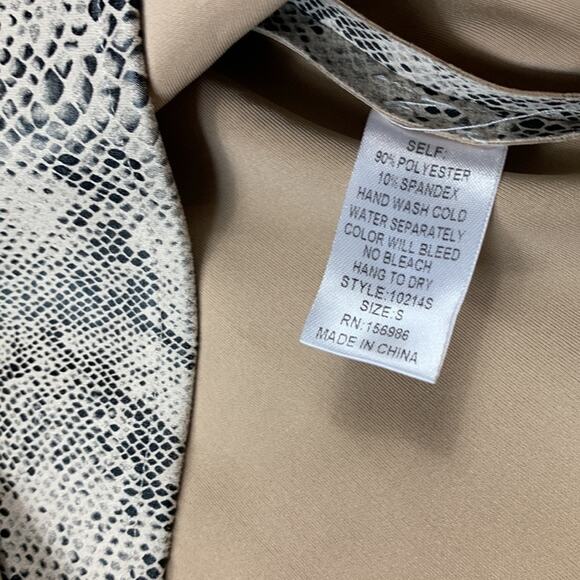 SELF:
90% POLYESTER
10% SPANDEX
HAND WASH COLD
WATER SEPARATELY
COLOR WILL BLEED
NO BLEACH
HANG TO DRY
STYLE:10214S
SIZE:S
RN:156986
MADE IN CHINA